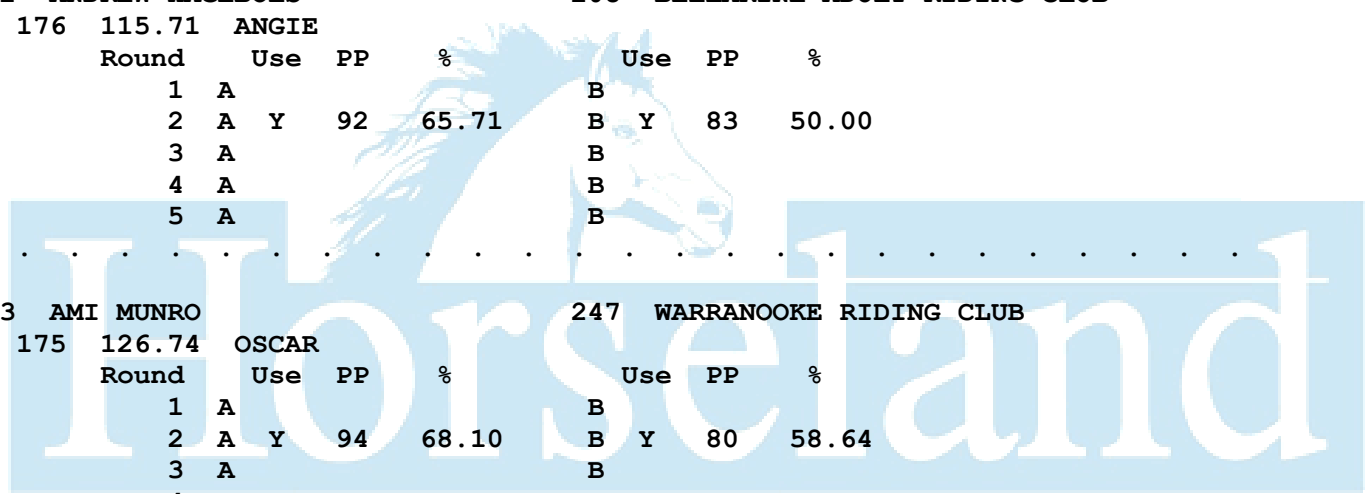 176 115.71 ANGIE
Round Use PP % Use PP %
1 A B
2 A Y 92 65.71 B Y 83 50.00
3 A B
4 A B
5 A B
. . . . . . . . . . . . . . . . . . . . . . . . .
3 AMI MUNRO 247 WARRANOOKE RIDING CLUB
175 126.74 OSCAR
Round Use PP % Use PP %
1 A B
2 A Y 94 68.10 B Y 80 58.64
3 A B
Horseland